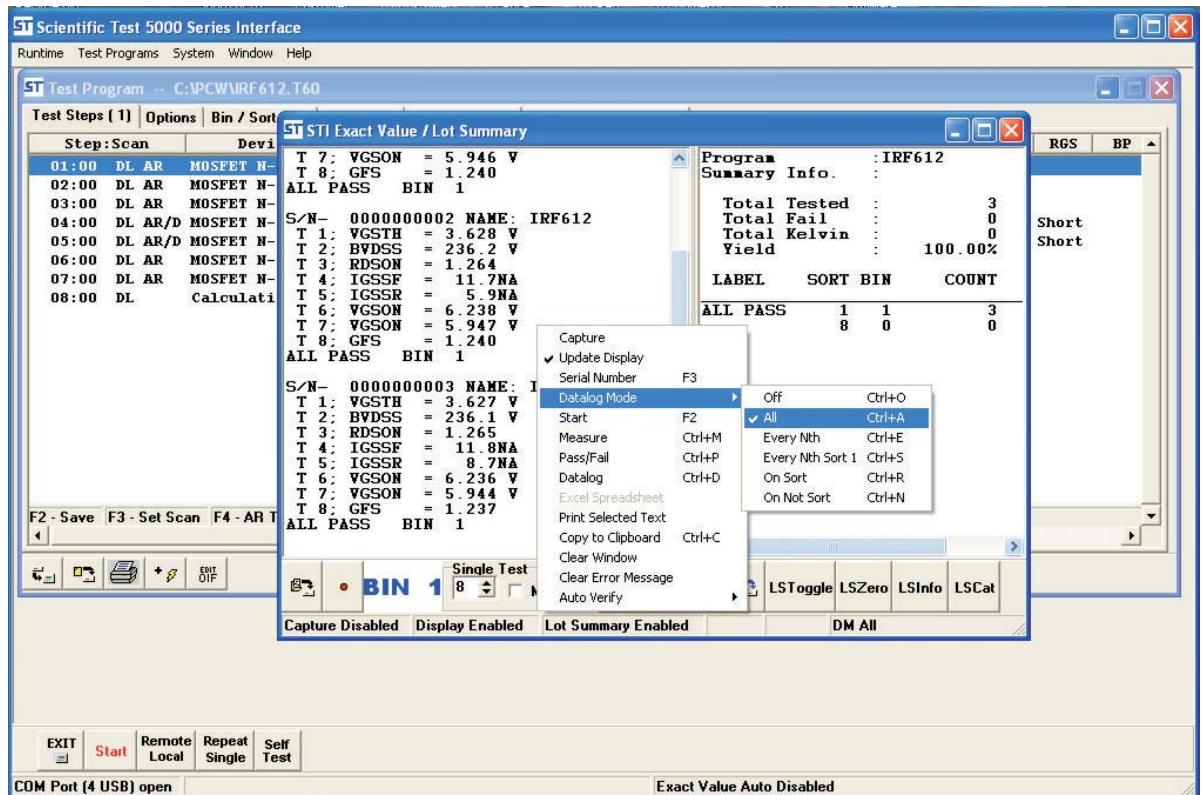 ST Scientific Test 5000 Series Interface
Runtime Test Programs System Window Help
ST Test Program -- C:\PCW\IRF612.T60
Test Steps (1) Options Bin / Sort
Step:Scan Devi RGS BP
01:00 DL AR MOSFET N-
02:00 DL AR MOSFET N-
03:00 DL AR MOSFET N-
04:00 DL AR/D MOSFET N- Short
05:00 DL AR/D MOSFET N- Short
06:00 DL AR MOSFET N-
07:00 DL AR MOSFET N-
08:00 DL Calculati
F2 - Save F3 - Set Scan F4 - AR T
EDIT
OIF
ST STI Exact Value / Lot Summary
T 7; VGSON = 5.946 V
T 8; GFS = 1.240
ALL PASS BIN 1
S/N- 0000000002 NAME: IRF612
T 1; VGSTH = 3.628 V
T 2; BVDSS = 236.2 V
T 3; RDSON = 1.264
T 4; IGSSF = 11.7NA
T 5; IGSSR = 5.9NA
T 6; VGSON = 6.238 V
T 7; VGSON = 5.947 V
T 8; GFS = 1.240
ALL PASS BIN 1
S/N- 0000000003 NAME: I
T 1; VGSTH = 3.627 V
T 2; BVDSS = 236.1 V
T 3; RDSON = 1.265
T 4; IGSSF = 11.8NA
T 5; IGSSR = 8.7NA
T 6; VGSON = 6.236 V
T 7; VGSON = 5.944 V
T 8; GFS = 1.237
ALL PASS BIN 1
Program :IRF612
Summary Info. :
Total Tested : 3
Total Fail : 0
Total Kelvin : 0
Yield : 100.00%
LABEL SORT BIN COUNT
ALL PASS 1 1 3
8 0 0
Capture
Update Display
Serial Number F3
Datalog Mode
Start F2
Measure Ctrl+M
Pass/Fail Ctrl+P
Datalog Ctrl+D
Excel Spreadsheet
Print Selected Text
Copy to Clipboard Ctrl+C
Clear Window
Clear Error Message
Auto Verify
Off Ctrl+O
All Ctrl+A
Every Nth Ctrl+E
Every Nth Sort 1 Ctrl+S
On Sort Ctrl+R
On Not Sort Ctrl+N
BIN 1
Single Test
8
LSToggle LSZero LSInfo LSCat
Capture Disabled Display Enabled Lot Summary Enabled DM All
EXIT Start Remote Local Repeat Single Self Test
COM Port (4 USB) open Exact Value Auto Disabled